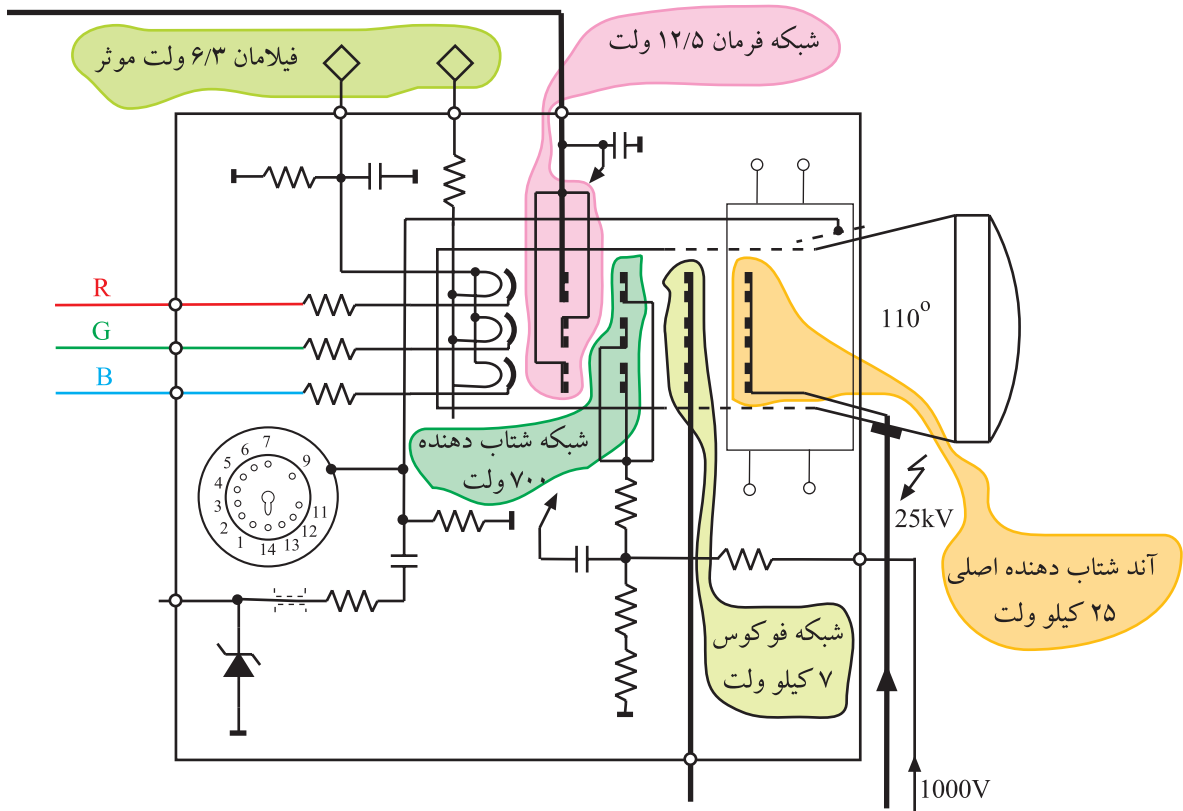 فیلامان ۶/۳ ولت موثر
شبکه فرمان ۱۲/۵ ولت
R
G
B
110°
شبکه شتاب دهنده
۷۰۰ ولت
25kV
آند شتاب دهنده اصلی
۲۵ کیلو ولت
شبکه فوکوس
۷ کیلو ولت
1000V
1
2
3
4
5
6
7
9
11
12
13
14